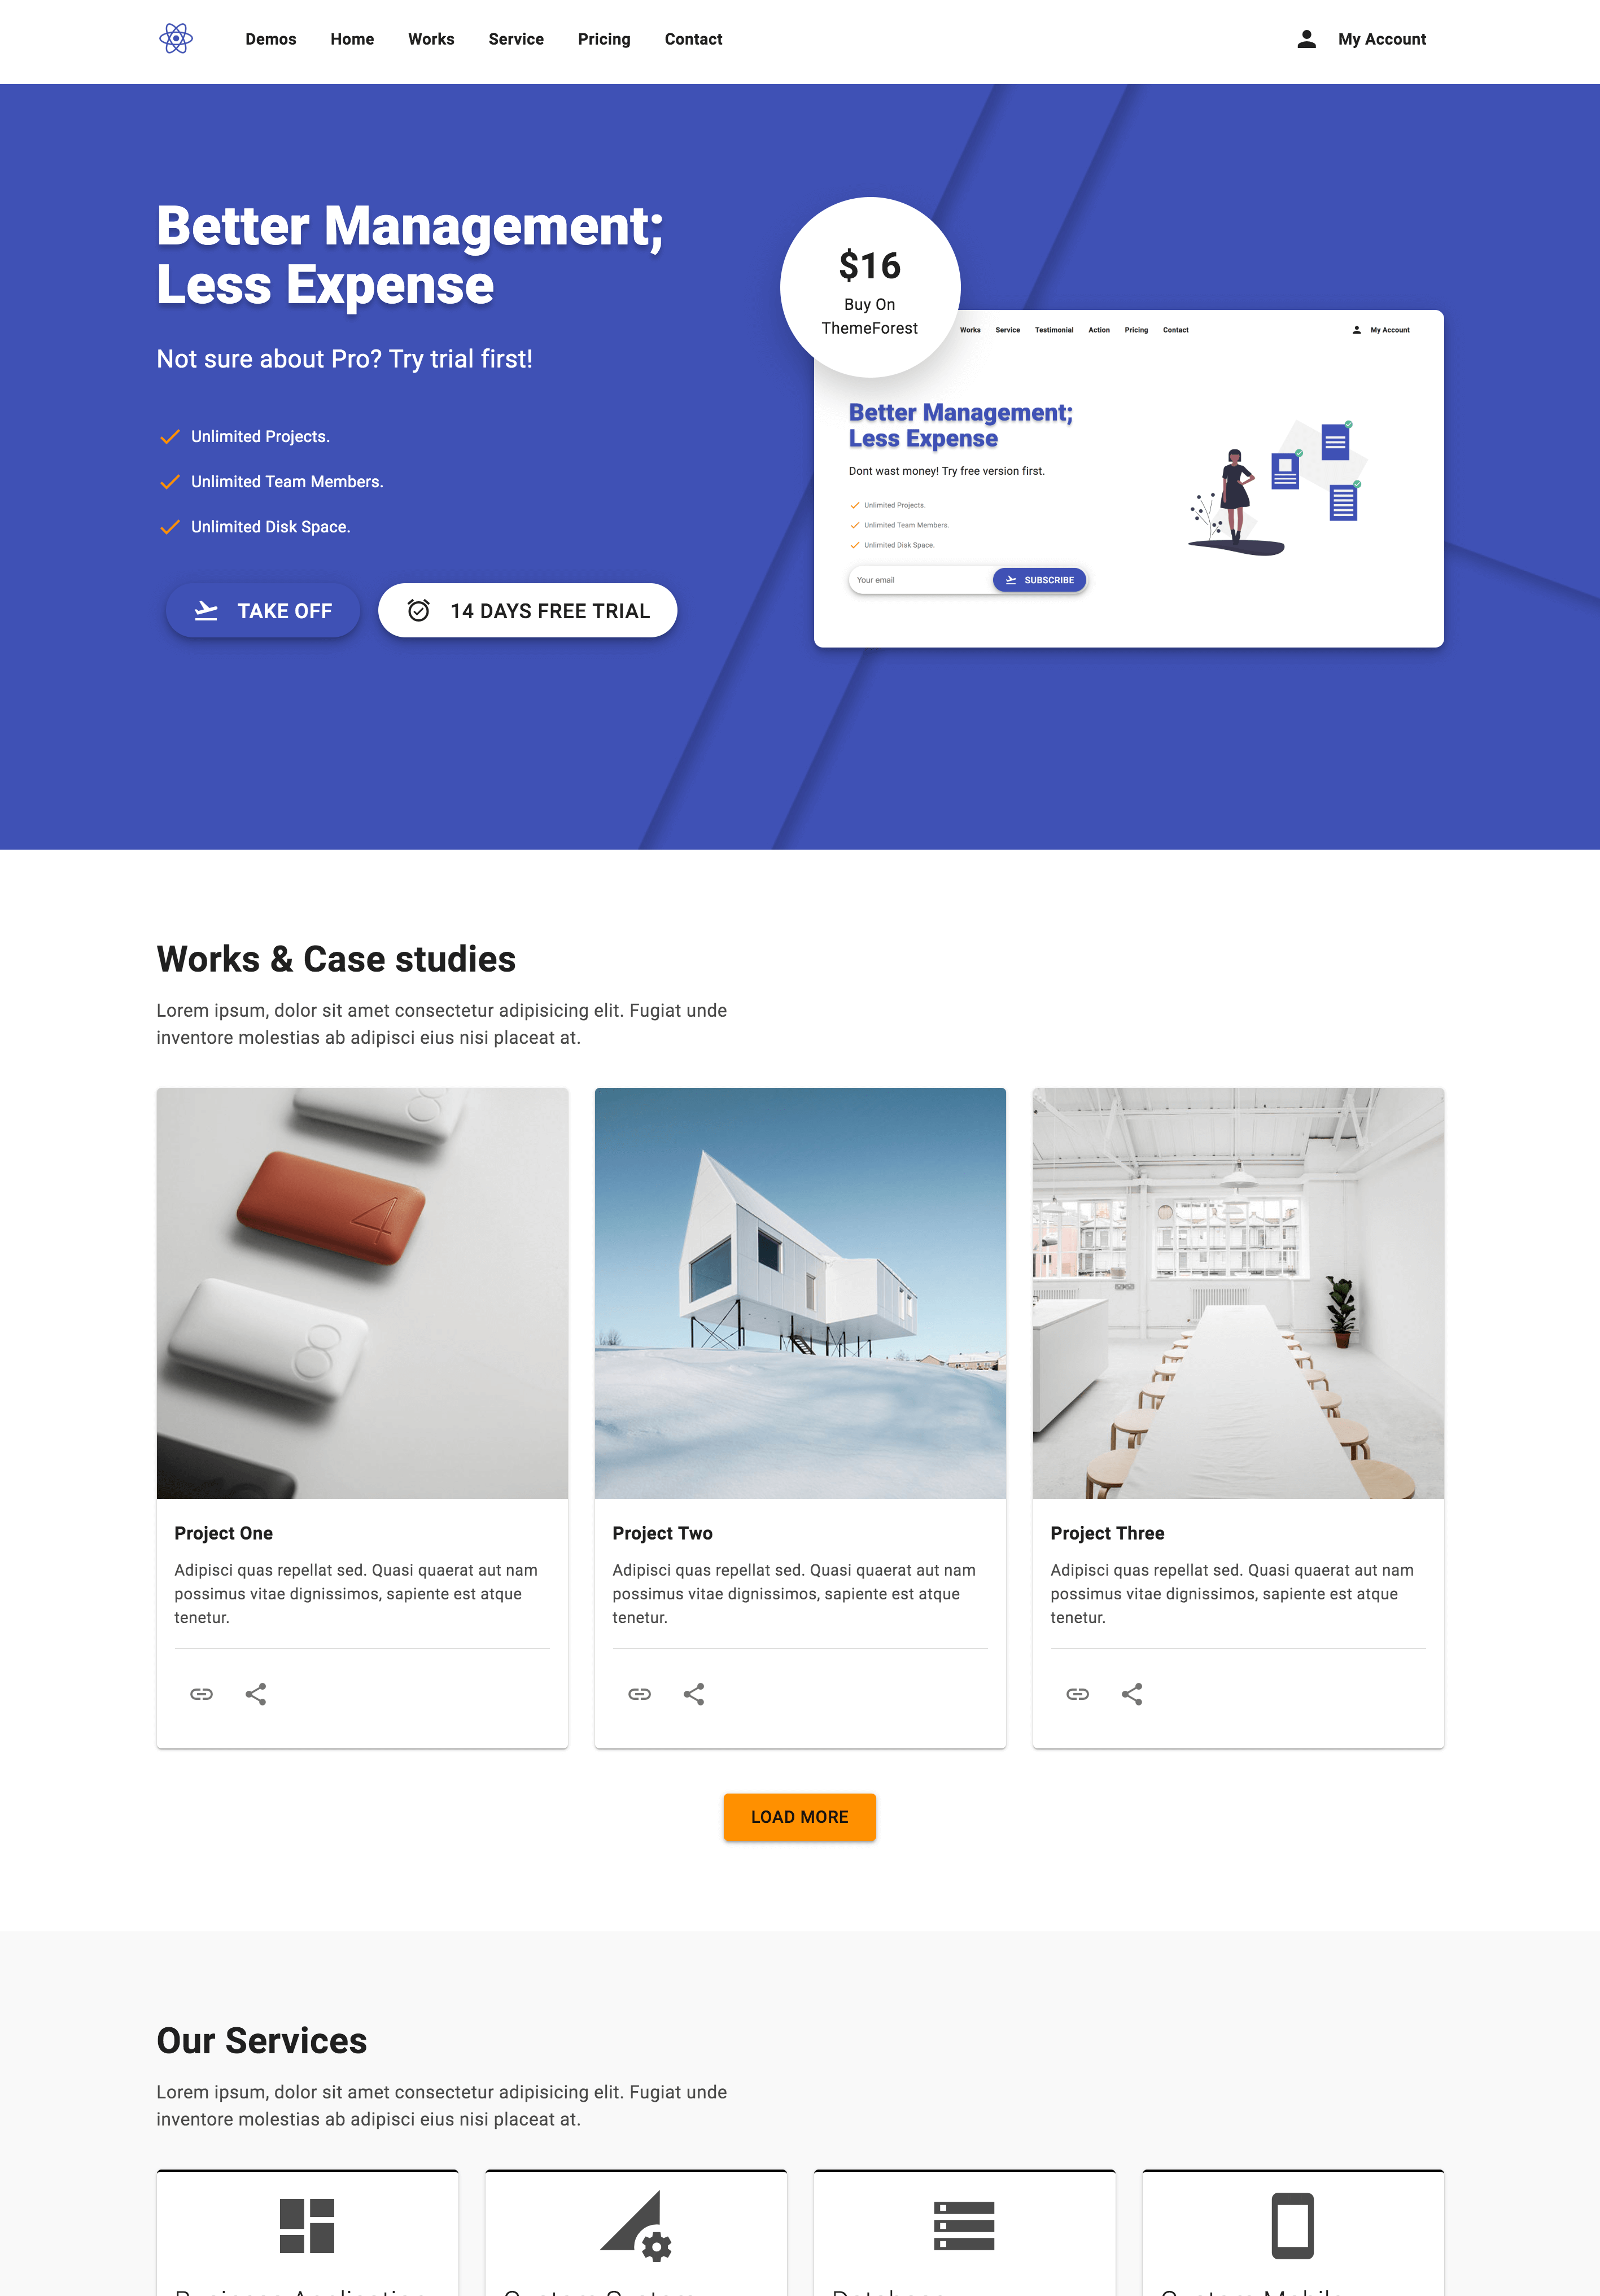 Demos Home Works Service Pricing Contact My Account
Better Management;
Less Expense
Not sure about Pro? Try trial first!
Unlimited Projects.
Unlimited Team Members.
Unlimited Disk Space.
TAKE OFF
14 DAYS FREE TRIAL
$16
Buy On
ThemeForest
Works Service Testimonial Action Pricing Contact My Account
Better Management;
Less Expense
Dont wast money! Try free version first.
Unlimited Projects.
Unlimited Team Members.
Unlimited Disk Space.
Your email
SUBSCRIBE
Works & Case studies
Lorem ipsum, dolor sit amet consectetur adipisicing elit. Fugiat unde
inventore molestias ab adipisci eius nisi placeat at.
8
4
8
Project One
Adipisci quas repellat sed. Quasi quaerat aut nam
possimus vitae dignissimos, sapiente est atque
tenetur.
Project Two
Adipisci quas repellat sed. Quasi quaerat aut nam
possimus vitae dignissimos, sapiente est atque
tenetur.
Project Three
Adipisci quas repellat sed. Quasi quaerat aut nam
possimus vitae dignissimos, sapiente est atque
tenetur.
LOAD MORE
Our Services
Lorem ipsum, dolor sit amet consectetur adipisicing elit. Fugiat unde
inventore molestias ab adipisci eius nisi placeat at.